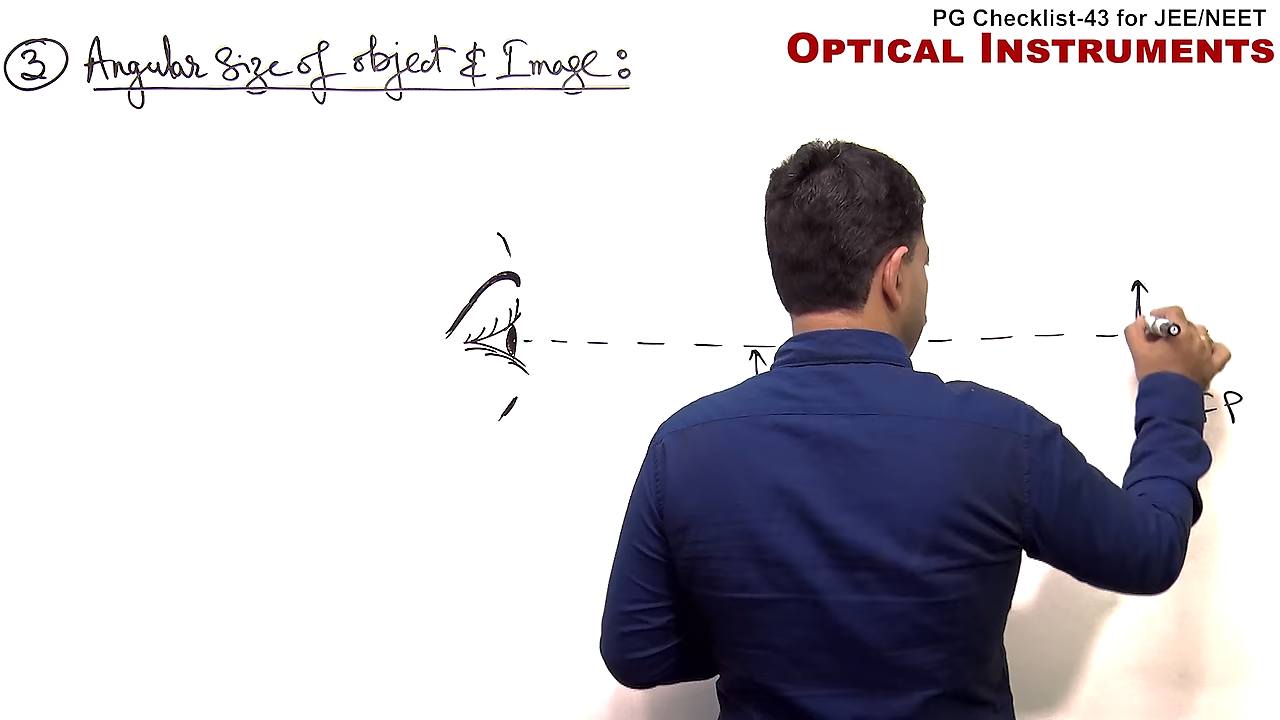 PG Checklist-43 for JEE/NEET
OPTICAL INSTRUMENTS
3 Angular Size of object & Image :